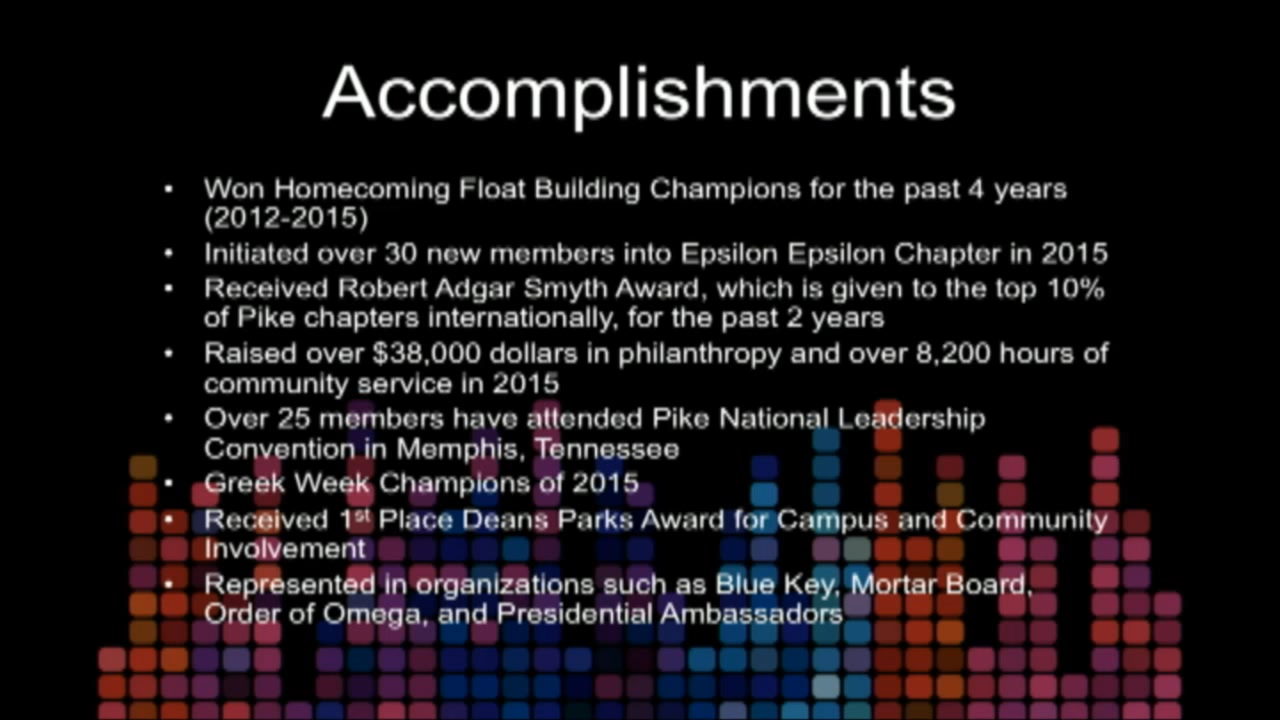 Accomplishments
• Won Homecoming Float Building Champions for the past 4 years
(2012-2015)
• Initiated over 30 new members into Epsilon Epsilon Chapter in 2015
• Received Robert Adgar Smyth Award, which is given to the top 10%
of Pike chapters internationally, for the past 2 years
• Raised over $38,000 dollars in philanthropy and over 8,200 hours of
community service in 2015
• Over 25 members have attended Pike National Leadership
Convention in Memphis, Tennessee
• Greek Week Champions of 2015
• Received 1st Place Deans Parks Award for Campus and Community
Involvement
• Represented in organizations such as Blue Key, Mortar Board,
Order of Omega, and Presidential Ambassadors